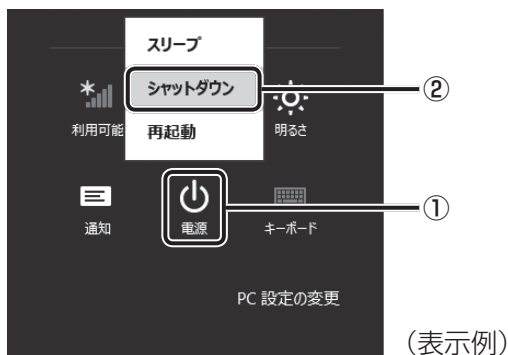 スリープ
シャットダウン
②
利用可能
再起動
明るさ
通知
電源
①
キーボード
PC 設定の変更
（表示例）